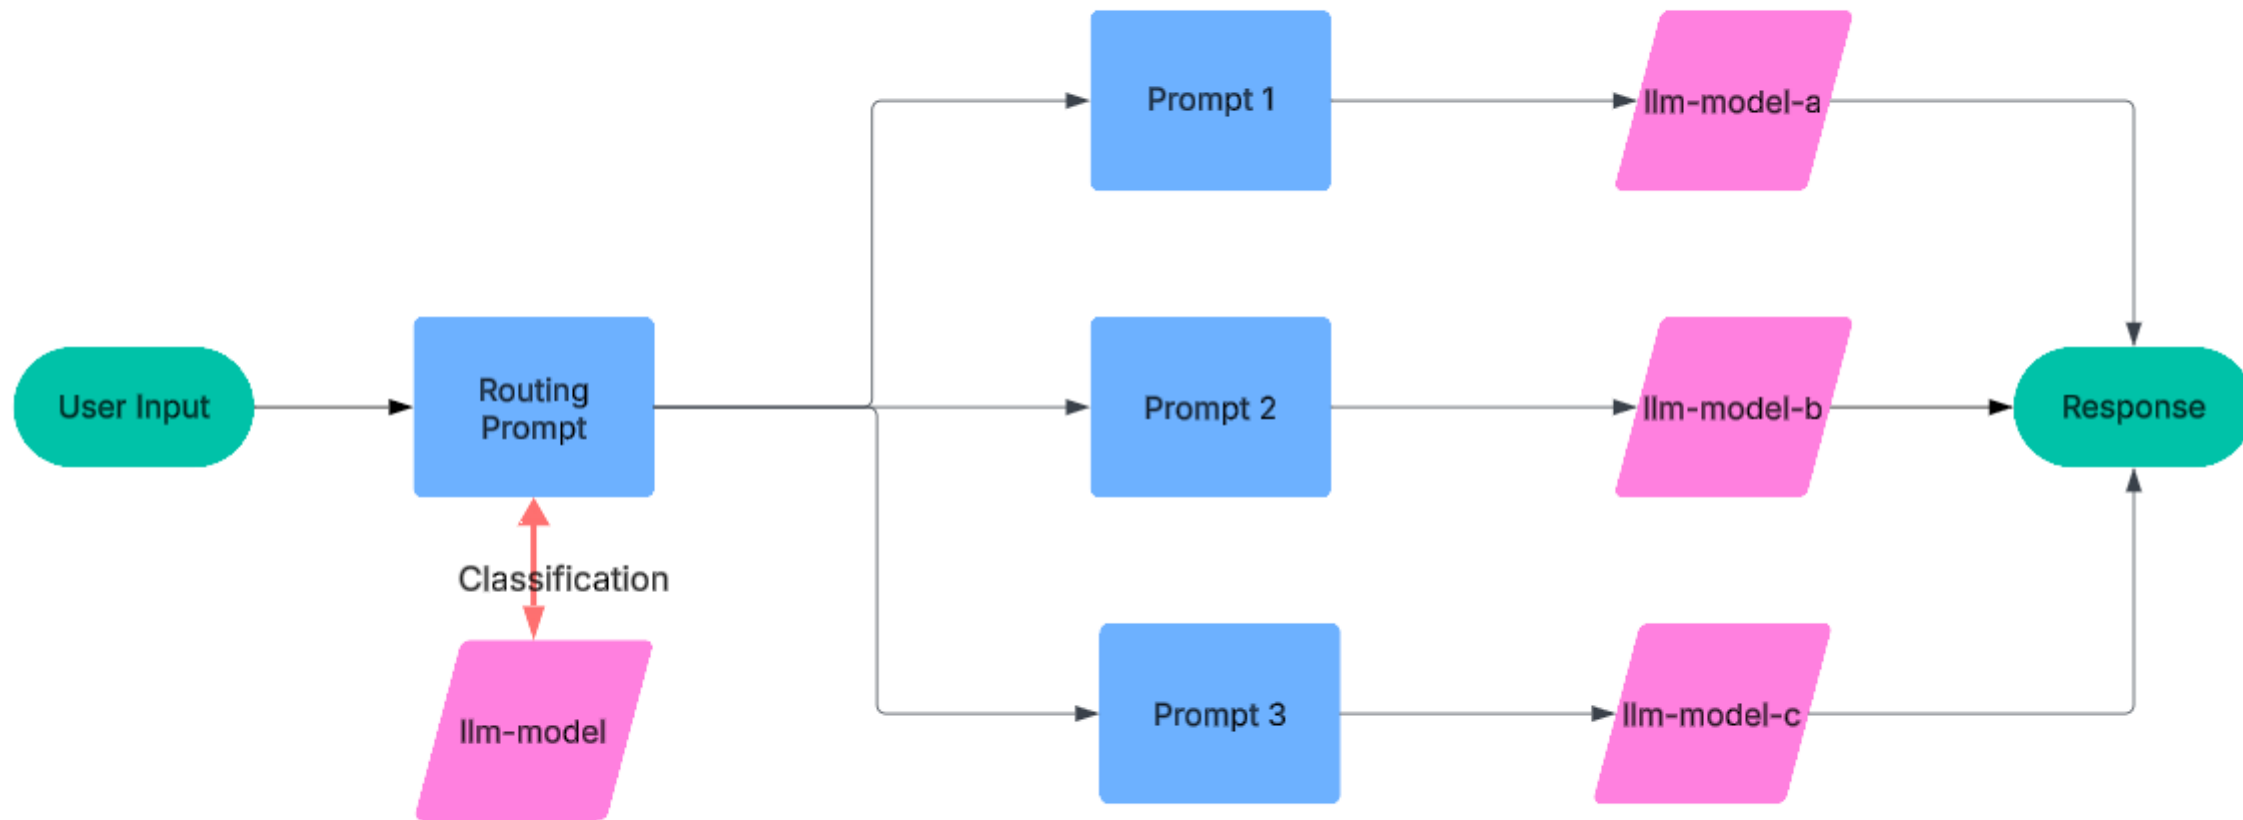 Prompt 1
llm-model-a
User Input
Routing
Prompt
Prompt 2
llm-model-b
Response
Classification
llm-model
Prompt 3
llm-model-c